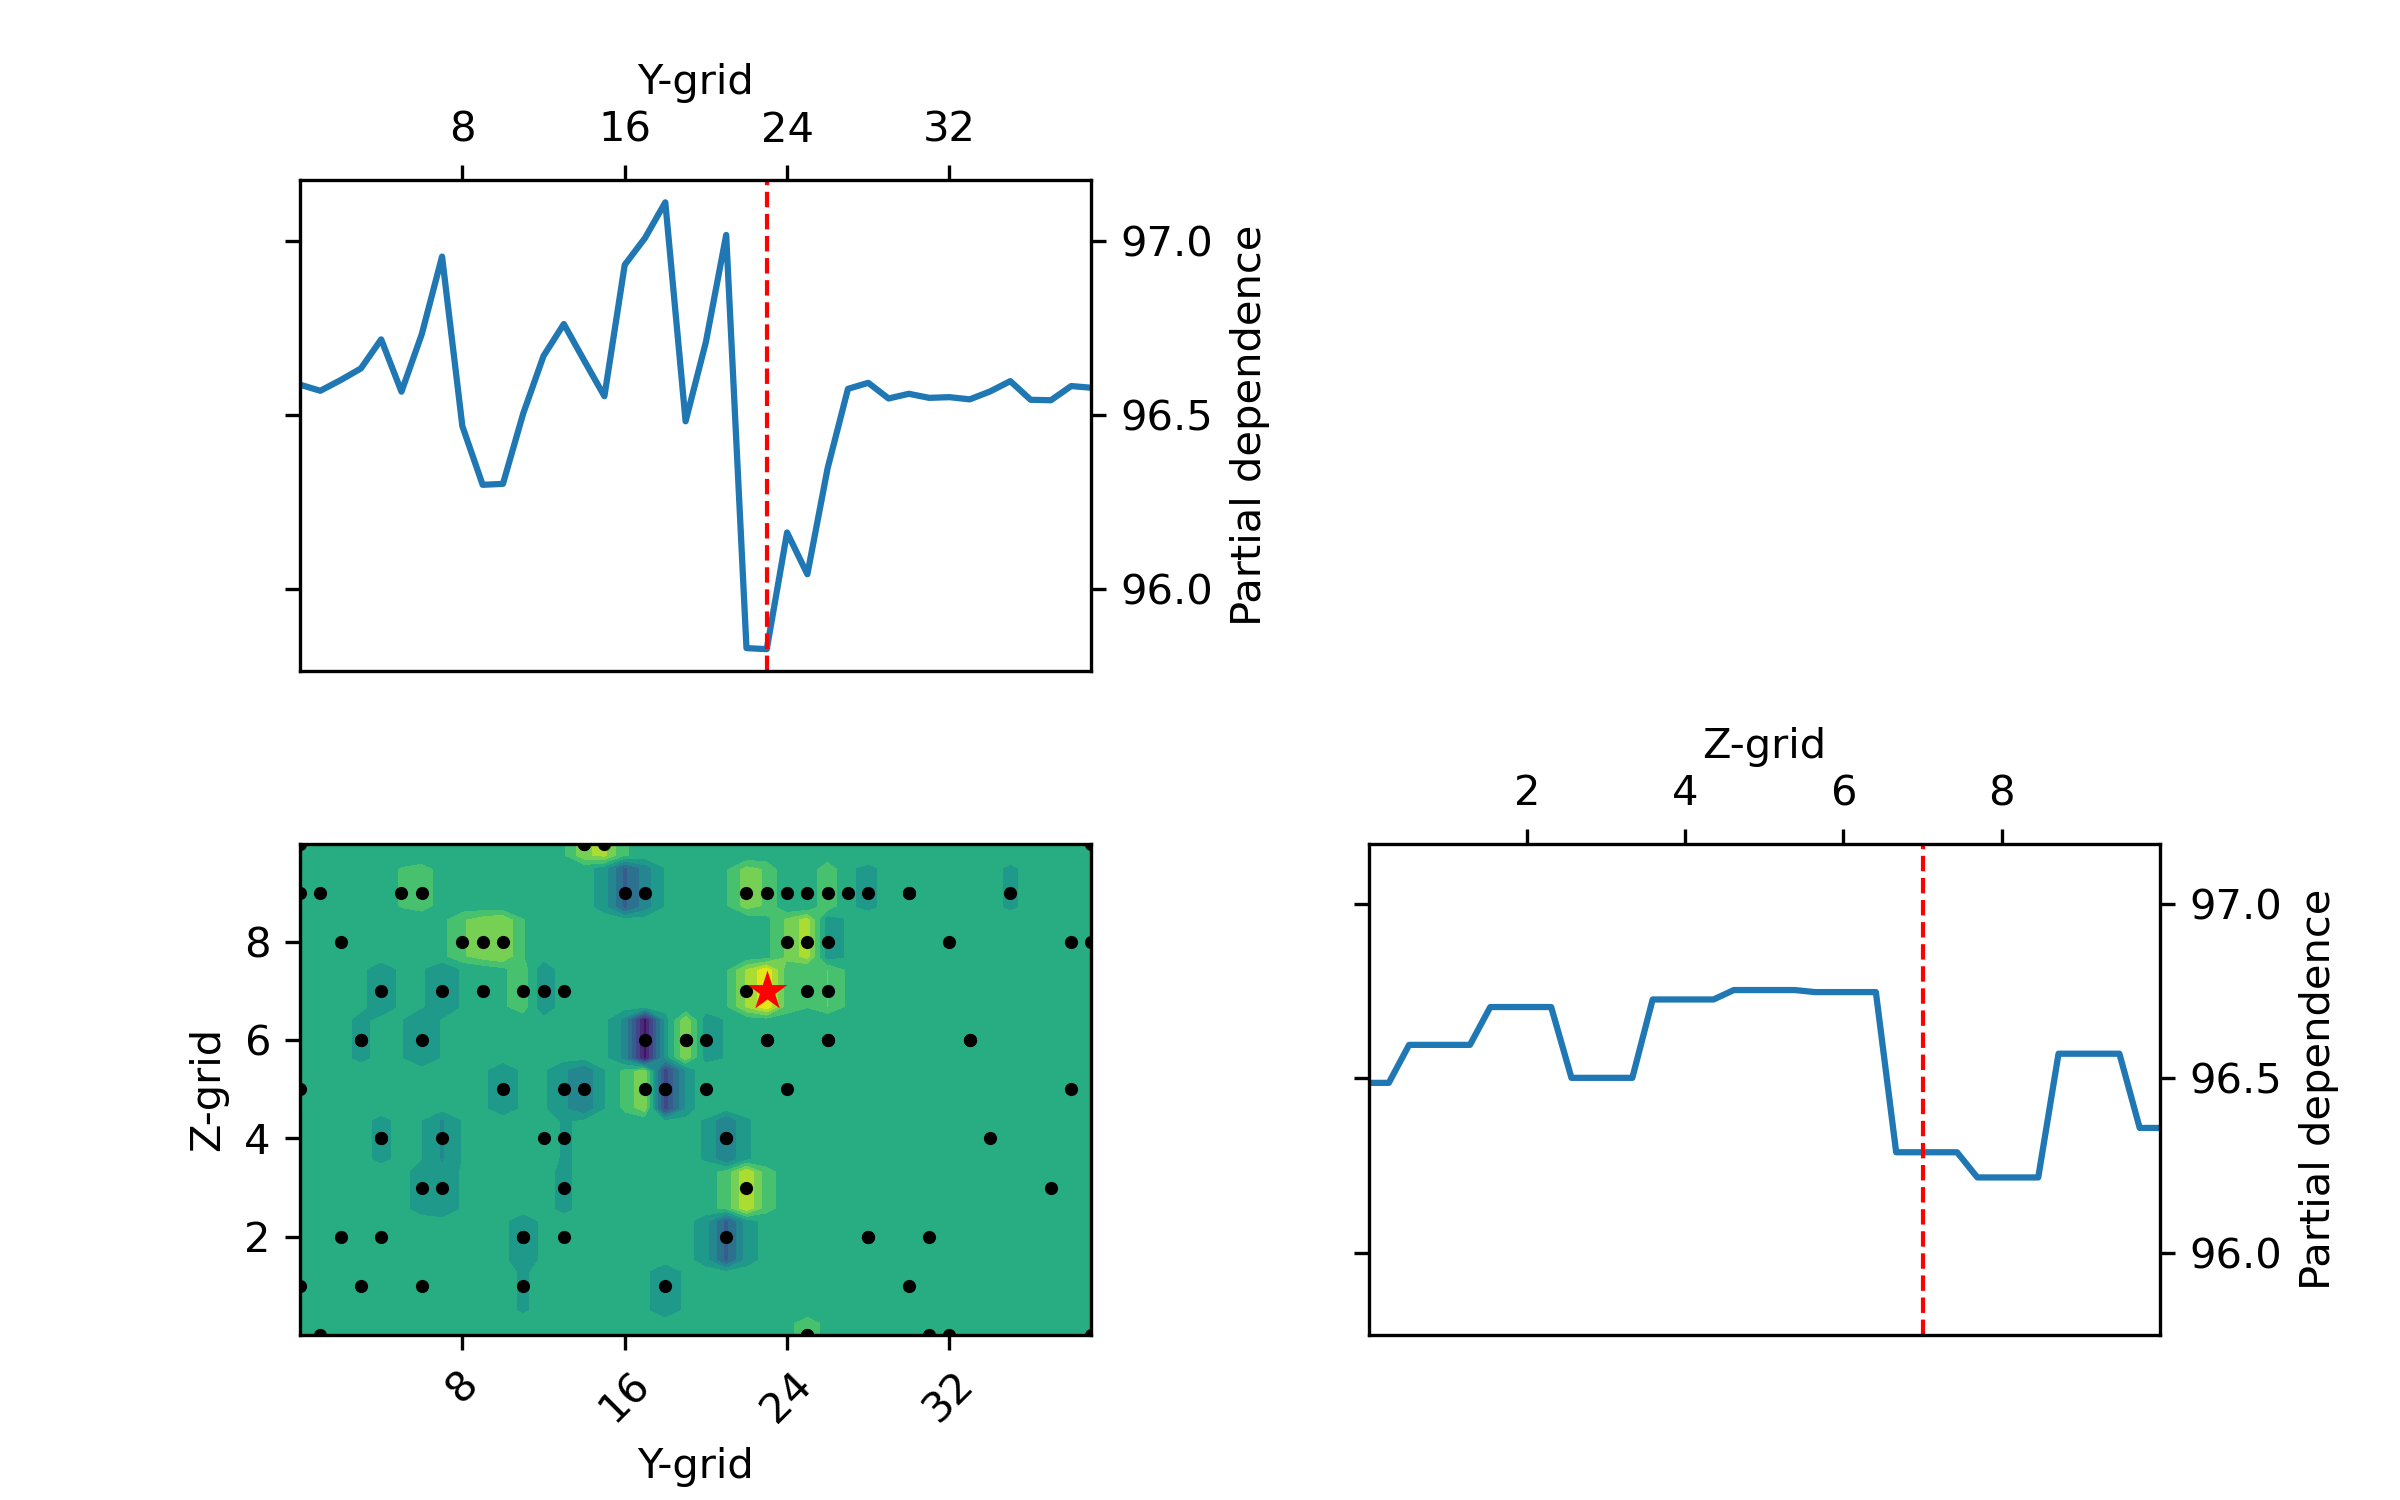 Y-grid
8 16 24 32
97.0
96.5
96.0
Partial dependence
Z-grid
2 4 6 8
97.0
96.5
96.0
Partial dependence
8
6
4
2
Z-grid
8 16 24 32
Y-grid